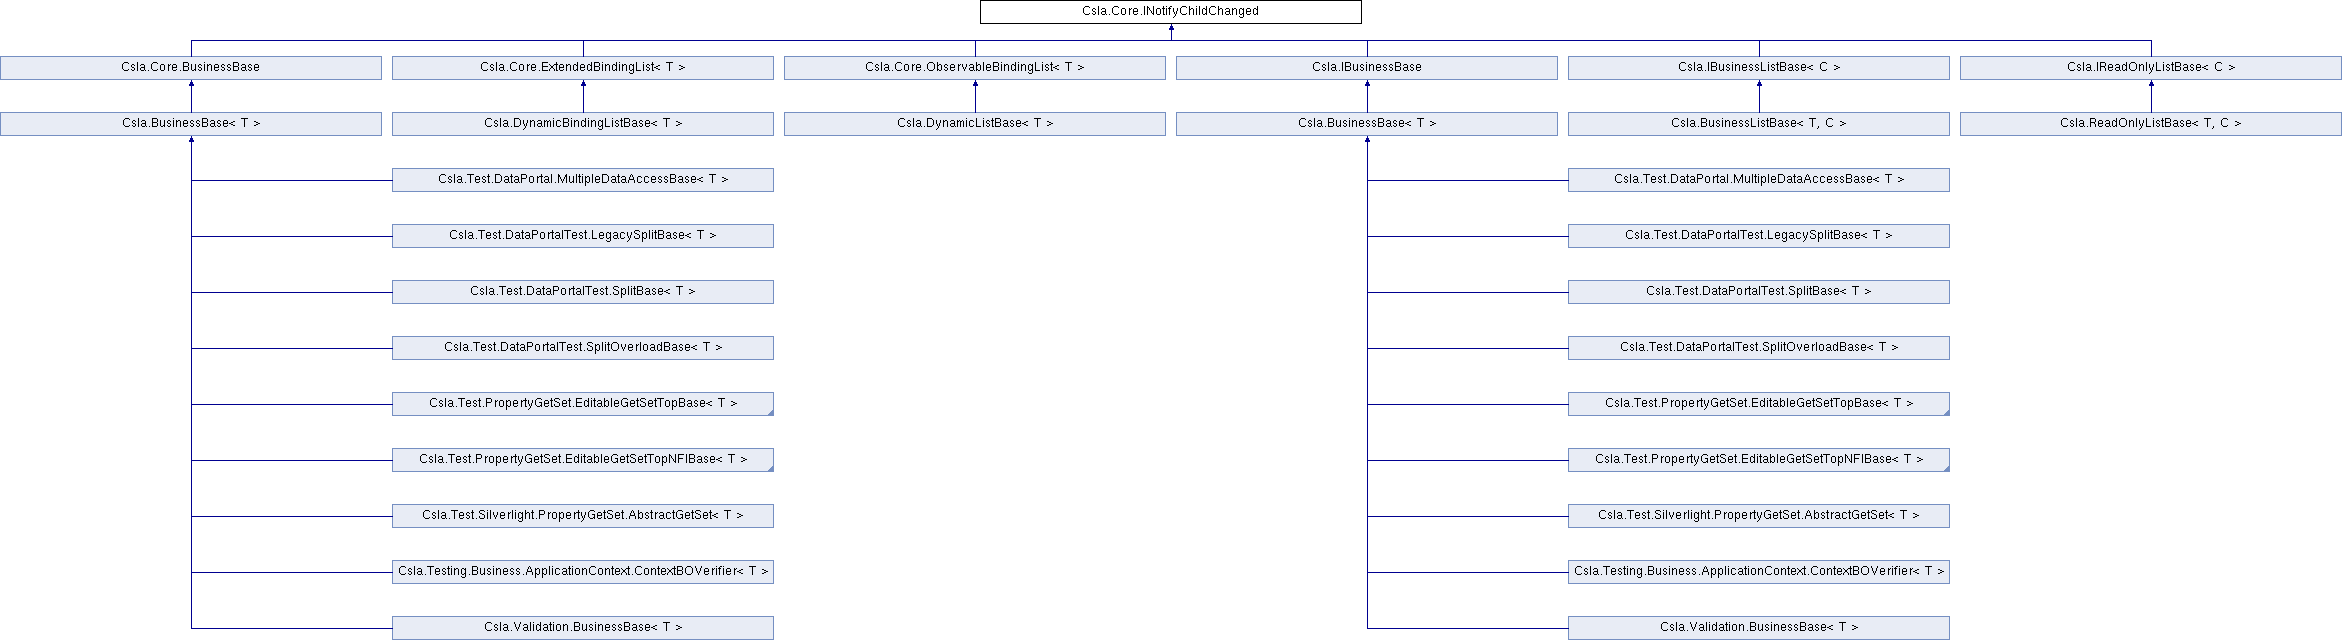 Csla.Core.INotifyChildChanged
Csla.Core.BusinessBase
Csla.Core.ExtendedBindingList< T >
Csla.Core.ObservableBindingList< T >
Csla.IBusinessBase
Csla.IBusinessListBase< C >
Csla.IReadOnlyListBase< C >
Csla.BusinessBase< T >
Csla.DynamicBindingListBase< T >
Csla.DynamicListBase< T >
Csla.BusinessBase< T >
Csla.BusinessListBase< T, C >
Csla.ReadOnlyListBase< T, C >
Csla.Test.DataPortal.MultipleDataAccessBase< T >
Csla.Test.DataPortal.MultipleDataAccessBase< T >
Csla.Test.DataPortalTest.LegacySplitBase< T >
Csla.Test.DataPortalTest.LegacySplitBase< T >
Csla.Test.DataPortalTest.SplitBase< T >
Csla.Test.DataPortalTest.SplitBase< T >
Csla.Test.DataPortalTest.SplitOverloadBase< T >
Csla.Test.DataPortalTest.SplitOverloadBase< T >
Csla.Test.PropertyGetSet.EditableGetSetTopBase< T >
Csla.Test.PropertyGetSet.EditableGetSetTopBase< T >
Csla.Test.PropertyGetSet.EditableGetSetTopNFIBase< T >
Csla.Test.PropertyGetSet.EditableGetSetTopNFIBase< T >
Csla.Test.Silverlight.PropertyGetSet.AbstractGetSet< T >
Csla.Test.Silverlight.PropertyGetSet.AbstractGetSet< T >
Csla.Testing.Business.ApplicationContext.ContextBOVerifier< T >
Csla.Testing.Business.ApplicationContext.ContextBOVerifier< T >
Csla.Validation.BusinessBase< T >
Csla.Validation.BusinessBase< T >